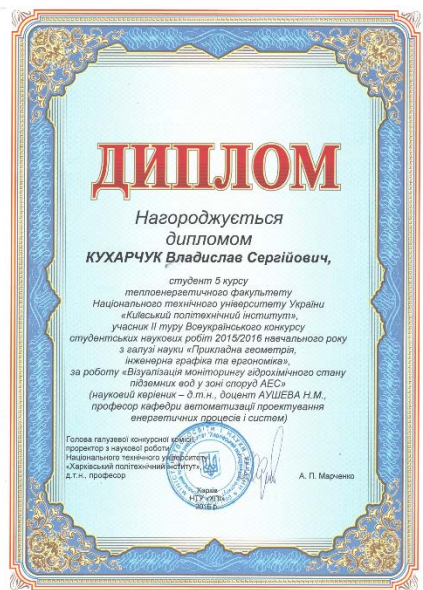 ДИПЛОМ
Нагороджується
дипломом
КУХАРЧУК Владислав Сергійович,
студент 5 курсу
теплоенергетичного факультету
Національного технічного університету України
«Київський політехнічний інститут»,
учасник ІІ туру Всеукраїнського конкурсу
студентських наукових робіт 2015/2016 навчального року
з галузі науки «Прикладна геометрія,
інженерна графіка та ергономіка»,
за роботу «Візуалізація моніторингу гідрохімічного стану
підземних вод у зоні споруд АЕС»
(науковий керівник – д.т.н., доцент АУШЕВА Н.М.,
професор кафедри автоматизації проектування
енергетичних процесів і систем)
Голова галузевої конкурсної комісії,
проректор з наукової роботи
Національного технічного університету
«Харківський політехнічний інститут»,
д.т.н., професор
А. П. Марченко
Харків
НТУ «ХПІ»
2016 р.